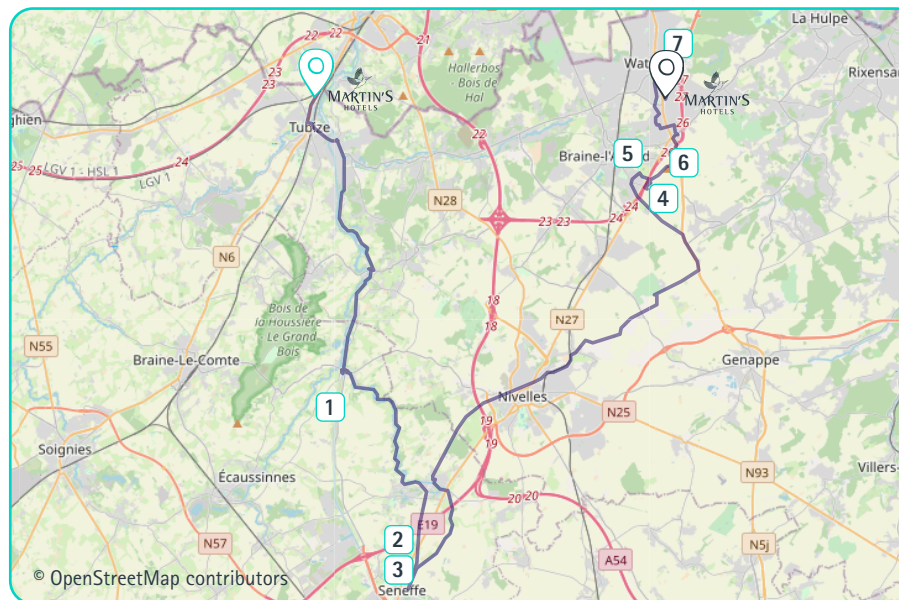 La Hulpe
22
22
21
7
23
23
Hallerbos
- Bois de
Hal
Wat
MARTIN'S
HOTELS
MARTIN'S
HOTELS
Rixensar
27
26
ghien
Tubize
22
25
25
24
LGV 1 - HSL 1
LGV 1
Braine-l'A
d
5
6
4
N28
24
23
23
24
N6
18
18
Bois de
la Houssière
Le Grand
Bois
N27
N55
Braine-Le-Comte
Genappe
1
Nivelles
N25
19
19
Soignies
Écaussinnes
N93
Villers-
20
20
E19
N57
2
3
A54
N5j
Seneffe
© OpenStreetMap contributors